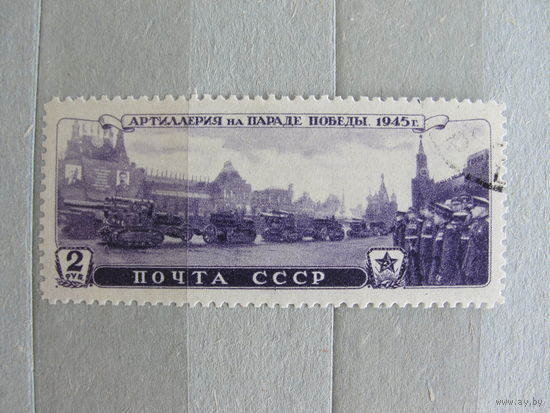 АРТИЛЛЕРИЯ НА ПАРАДЕ ПОБЕДЫ. 1945 Г.
2
РУБ
ПОЧТА СССР
www.ay.by